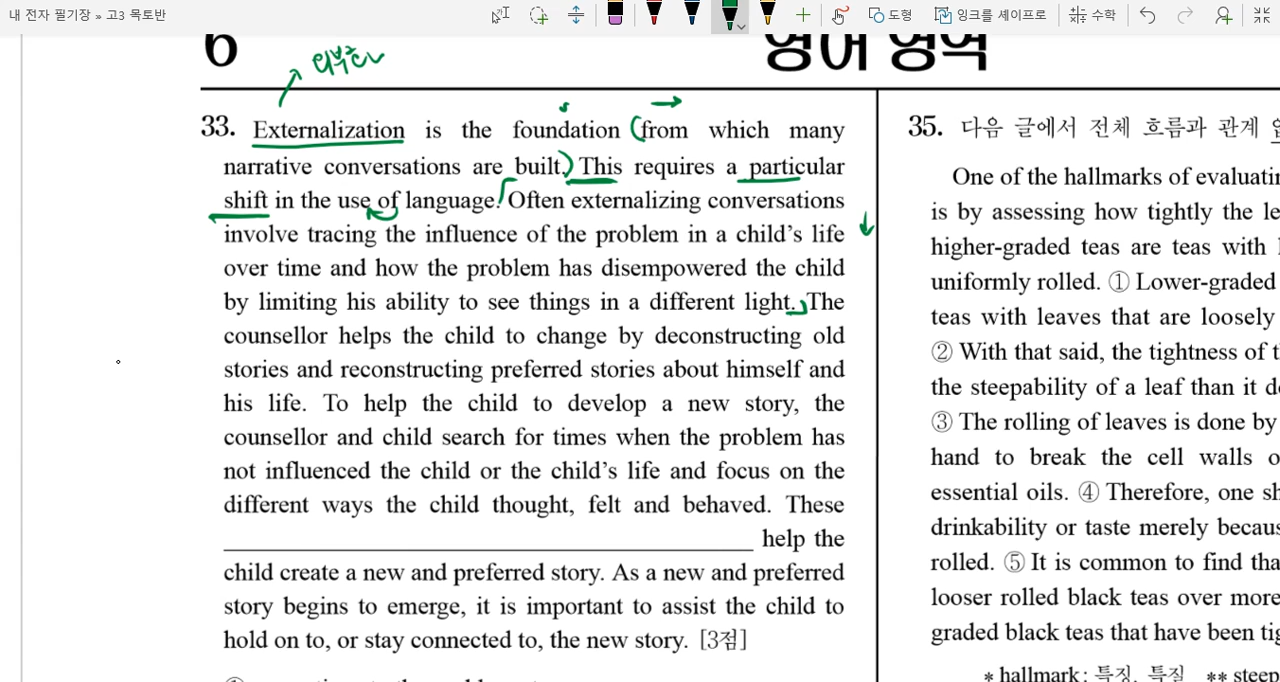 내 전자 필기장 » 고3 목토반
도형
잉크를 셰이프로
수학
6
영어 영역
외부화
s
33. Externalization is the foundation (from which many
narrative conversations are built.) This requires a particular
shift in the use of language. Often externalizing conversations
involve tracing the influence of the problem in a child's life
over time and how the problem has disempowered the child
by limiting his ability to see things in a different light. The
counsellor helps the child to change by deconstructing old
stories and reconstructing preferred stories about himself and
his life. To help the child to develop a new story, the
counsellor and child search for times when the problem has
not influenced the child or the child's life and focus on the
different ways the child thought, felt and behaved. These
help the
child create a new and preferred story. As a new and preferred
story begins to emerge, it is important to assist the child to
hold on to, or stay connected to, the new story. [3점]
35. 다음 글에서 전체 흐름과 관계
One of the hallmarks of
is by assessing how tightly the
higher-graded teas are teas with
uniformly rolled. ① Lower-graded
teas with leaves that are loosely
② With that said, the tightness of
the steepability of a leaf than it
③ The rolling of leaves is done by
hand to break the cell walls
essential oils. ④ Therefore, one
drinkability or taste merely
rolled. ⑤ It is common to find
looser rolled black teas over more
graded black teas that have been
* hallmark: 특징, 특질 **